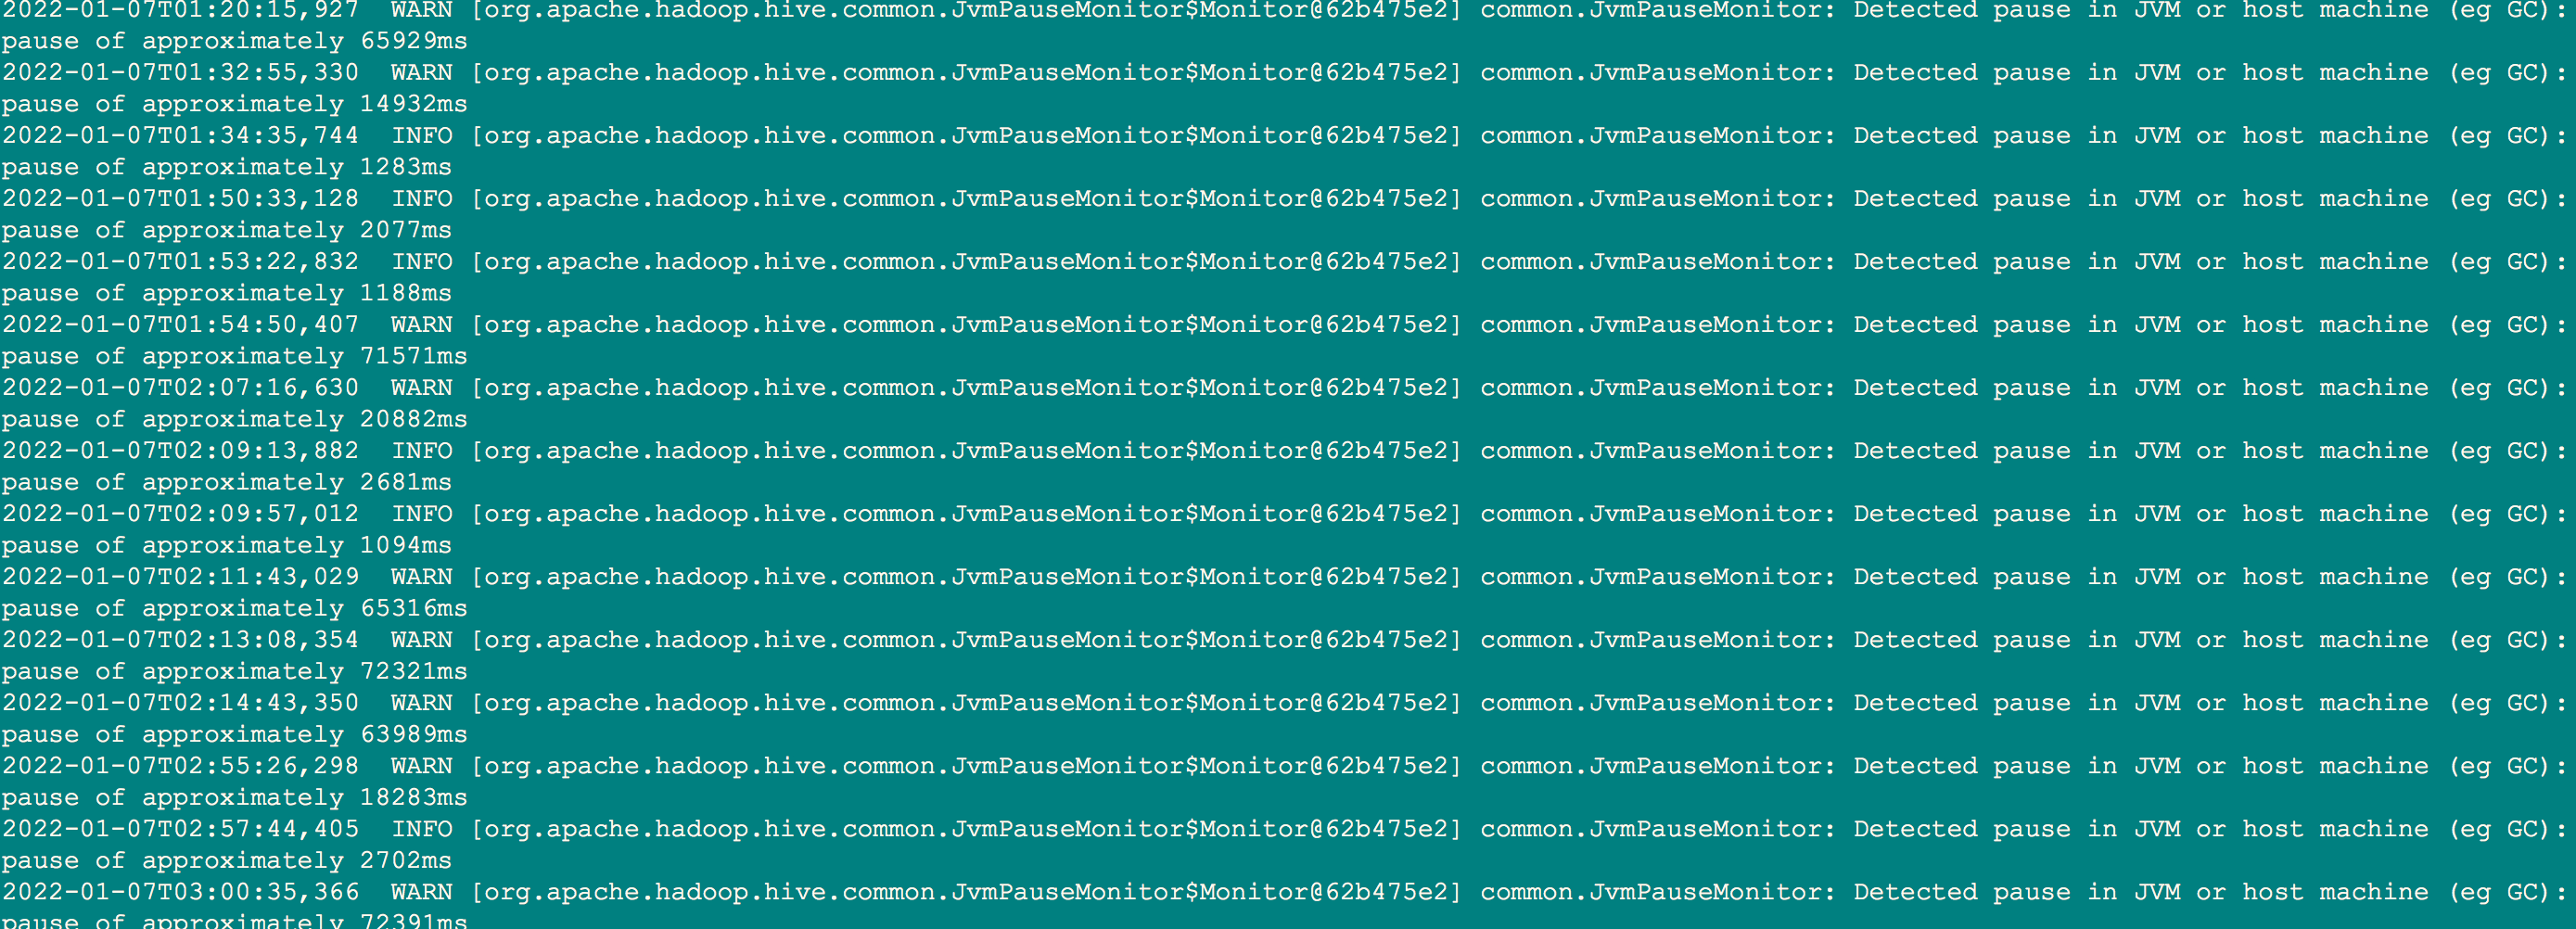 2022-01-07T01:20:15,927  WARN [org.apache.hadoop.hive.common.JvmPauseMonitor$Monitor@62b475e2] common.JvmPauseMonitor: Detected pause in JVM or host machine (eg GC):
pause of approximately 65929ms
2022-01-07T01:32:55,330  WARN [org.apache.hadoop.hive.common.JvmPauseMonitor$Monitor@62b475e2] common.JvmPauseMonitor: Detected pause in JVM or host machine (eg GC):
pause of approximately 14932ms
2022-01-07T01:34:35,744  INFO [org.apache.hadoop.hive.common.JvmPauseMonitor$Monitor@62b475e2] common.JvmPauseMonitor: Detected pause in JVM or host machine (eg GC):
pause of approximately 1283ms
2022-01-07T01:50:33,128  INFO [org.apache.hadoop.hive.common.JvmPauseMonitor$Monitor@62b475e2] common.JvmPauseMonitor: Detected pause in JVM or host machine (eg GC):
pause of approximately 2077ms
2022-01-07T01:53:22,832  INFO [org.apache.hadoop.hive.common.JvmPauseMonitor$Monitor@62b475e2] common.JvmPauseMonitor: Detected pause in JVM or host machine (eg GC):
pause of approximately 1188ms
2022-01-07T01:54:50,407  WARN [org.apache.hadoop.hive.common.JvmPauseMonitor$Monitor@62b475e2] common.JvmPauseMonitor: Detected pause in JVM or host machine (eg GC):
pause of approximately 71571ms
2022-01-07T02:07:16,630  WARN [org.apache.hadoop.hive.common.JvmPauseMonitor$Monitor@62b475e2] common.JvmPauseMonitor: Detected pause in JVM or host machine (eg GC):
pause of approximately 20882ms
2022-01-07T02:09:13,882  INFO [org.apache.hadoop.hive.common.JvmPauseMonitor$Monitor@62b475e2] common.JvmPauseMonitor: Detected pause in JVM or host machine (eg GC):
pause of approximately 2681ms
2022-01-07T02:09:57,012  INFO [org.apache.hadoop.hive.common.JvmPauseMonitor$Monitor@62b475e2] common.JvmPauseMonitor: Detected pause in JVM or host machine (eg GC):
pause of approximately 1094ms
2022-01-07T02:11:43,029  WARN [org.apache.hadoop.hive.common.JvmPauseMonitor$Monitor@62b475e2] common.JvmPauseMonitor: Detected pause in JVM or host machine (eg GC):
pause of approximately 65316ms
2022-01-07T02:13:08,354  WARN [org.apache.hadoop.hive.common.JvmPauseMonitor$Monitor@62b475e2] common.JvmPauseMonitor: Detected pause in JVM or host machine (eg GC):
pause of approximately 72321ms
2022-01-07T02:14:43,350  WARN [org.apache.hadoop.hive.common.JvmPauseMonitor$Monitor@62b475e2] common.JvmPauseMonitor: Detected pause in JVM or host machine (eg GC):
pause of approximately 63989ms
2022-01-07T02:55:26,298  WARN [org.apache.hadoop.hive.common.JvmPauseMonitor$Monitor@62b475e2] common.JvmPauseMonitor: Detected pause in JVM or host machine (eg GC):
pause of approximately 18283ms
2022-01-07T02:57:44,405  INFO [org.apache.hadoop.hive.common.JvmPauseMonitor$Monitor@62b475e2] common.JvmPauseMonitor: Detected pause in JVM or host machine (eg GC):
pause of approximately 2702ms
2022-01-07T03:00:35,366  WARN [org.apache.hadoop.hive.common.JvmPauseMonitor$Monitor@62b475e2] common.JvmPauseMonitor: Detected pause in JVM or host machine (eg GC):
pause of approximately 72391ms